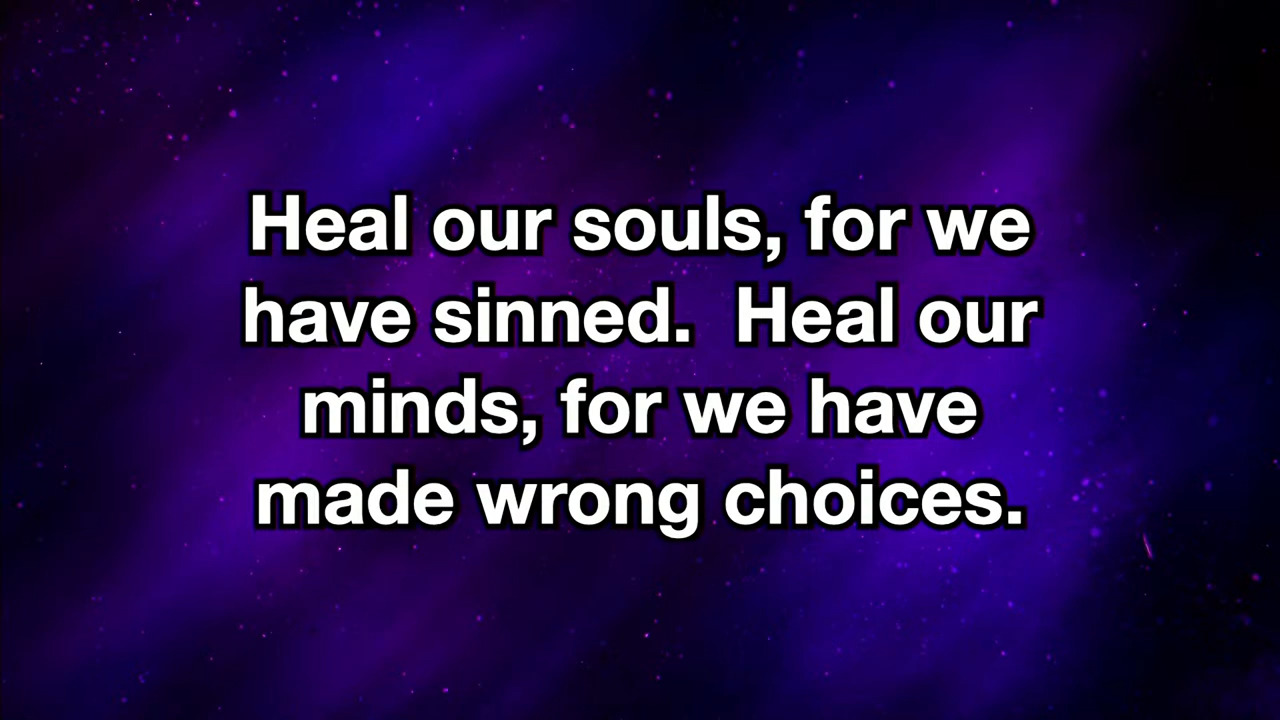 Heal our souls, for we
have sinned.  Heal our
minds, for we have
made wrong choices.